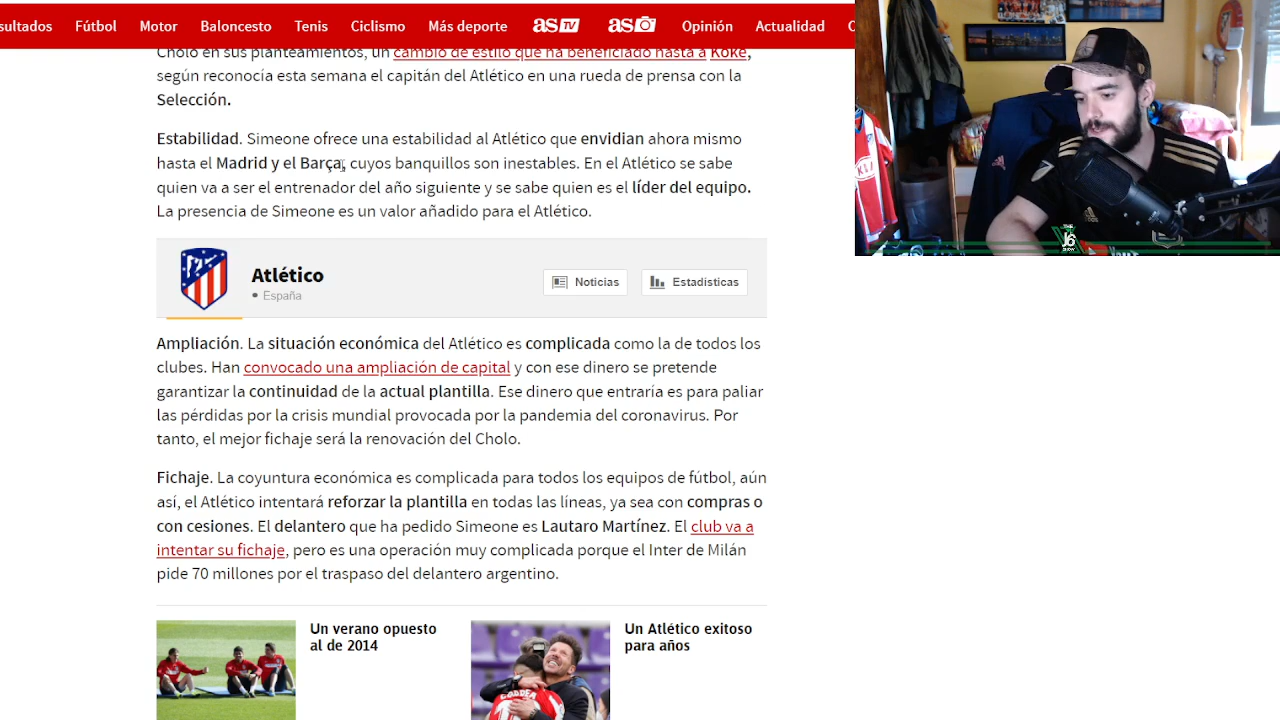 sultados Fútbol Motor Baloncesto Tenis Ciclismo Más deporte as TV as Opinión Actualidad
Cholo en sus planteamientos, un cambio de estilo que ha beneficiado hasta a Koke,
según reconocía esta semana el capitán del Atlético en una rueda de prensa con la
Selección.
Estabilidad. Simeone ofrece una estabilidad al Atlético que envidian ahora mismo
hasta el Madrid y el Barça, cuyos banquillos son inestables. En el Atlético se sabe
quien va a ser el entrenador del año siguiente y se sabe quien es el líder del equipo.
La presencia de Simeone es un valor añadido para el Atlético.
Atlético
España
Noticias
Estadísticas
Ampliación. La situación económica del Atlético es complicada como la de todos los
clubes. Han convocado una ampliación de capital y con ese dinero se pretende
garantizar la continuidad de la actual plantilla. Ese dinero que entraría es para paliar
las pérdidas por la crisis mundial provocada por la pandemia del coronavirus. Por
tanto, el mejor fichaje será la renovación del Cholo.
Fichaje. La coyuntura económica es complicada para todos los equipos de fútbol, aún
así, el Atlético intentará reforzar la plantilla en todas las líneas, ya sea con compras o
con cesiones. El delantero que ha pedido Simeone es Lautaro Martínez. El club va a
intentar su fichaje, pero es una operación muy complicada porque el Inter de Milán
pide 70 millones por el traspaso del delantero argentino.
Un verano opuesto
al de 2014
Un Atlético exitoso
para años
CORREA
THE
J6
SHOW